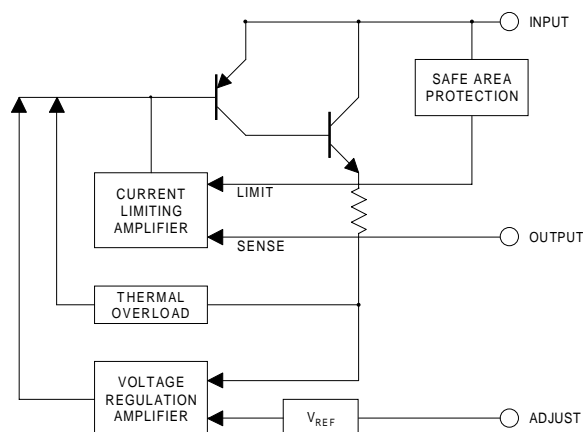 INPUT
SAFE AREA
PROTECTION
LIMIT
CURRENT
LIMITING
AMPLIFIER
SENSE
OUTPUT
THERMAL
OVERLOAD
VOLTAGE
REGULATION
AMPLIFIER
VREF
ADJUST